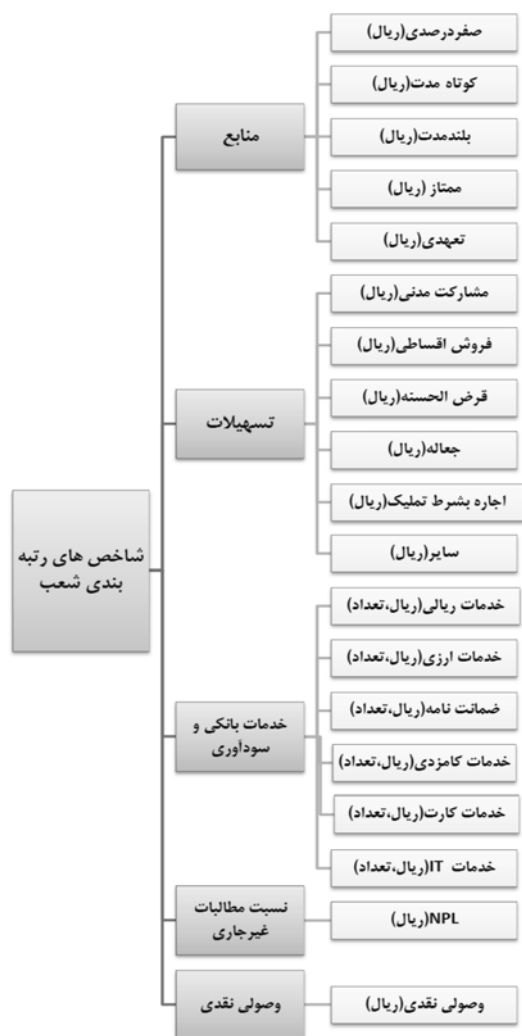 شاخص های رتبه
بندی شعب
منابع
صفردرصدی(ریال)
کوتاه مدت(ریال)
بلندمدت(ریال)
ممتاز (ریال)
تعهدی(ریال)
تسهیلات
مشارکت مدنی(ریال)
فروش اقساطی(ریال)
قرض الحسنه(ریال)
جعاله(ریال)
اجاره بشرط تملیک(ریال)
سایر(ریال)
خدمات بانکی و
سودآوری
خدمات ریالی(ریال،تعداد)
خدمات ارزی(ریال،تعداد)
ضمانت نامه(ریال،تعداد)
خدمات کامزدی(ریال،تعداد)
خدمات کارت(ریال،تعداد)
خدمات IT(ریال،تعداد)
نسبت مطالبات
غیرجاری
NPL(ریال)
وصولی نقدی
وصولی نقدی(ریال)